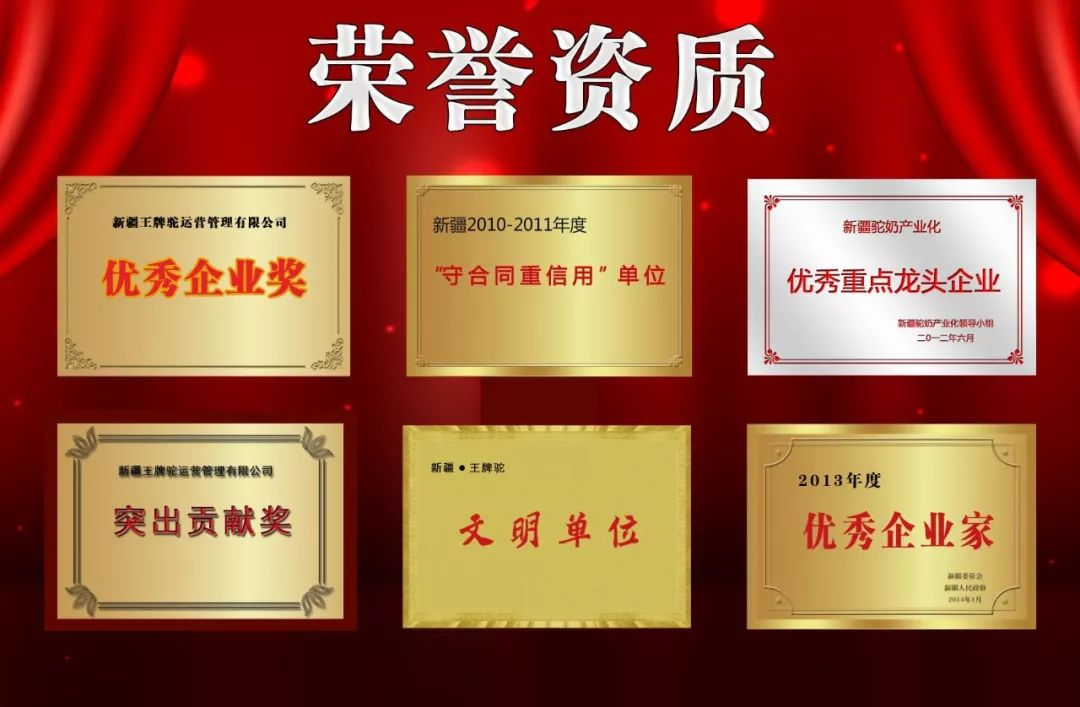 荣誉资质
新疆王牌驼运营管理有限公司
优秀企业奖
新疆2010-2011年度
“守合同重信用”单位
新疆驼奶产业化
优秀重点龙头企业
新疆驼奶产业化领导小组
二0一二年六月
新疆王牌驼运营管理有限公司
突出贡献奖
新疆●王牌驼
文明单位
2013年度
优秀企业家
新疆委员会
新疆人民政府
2014年1月